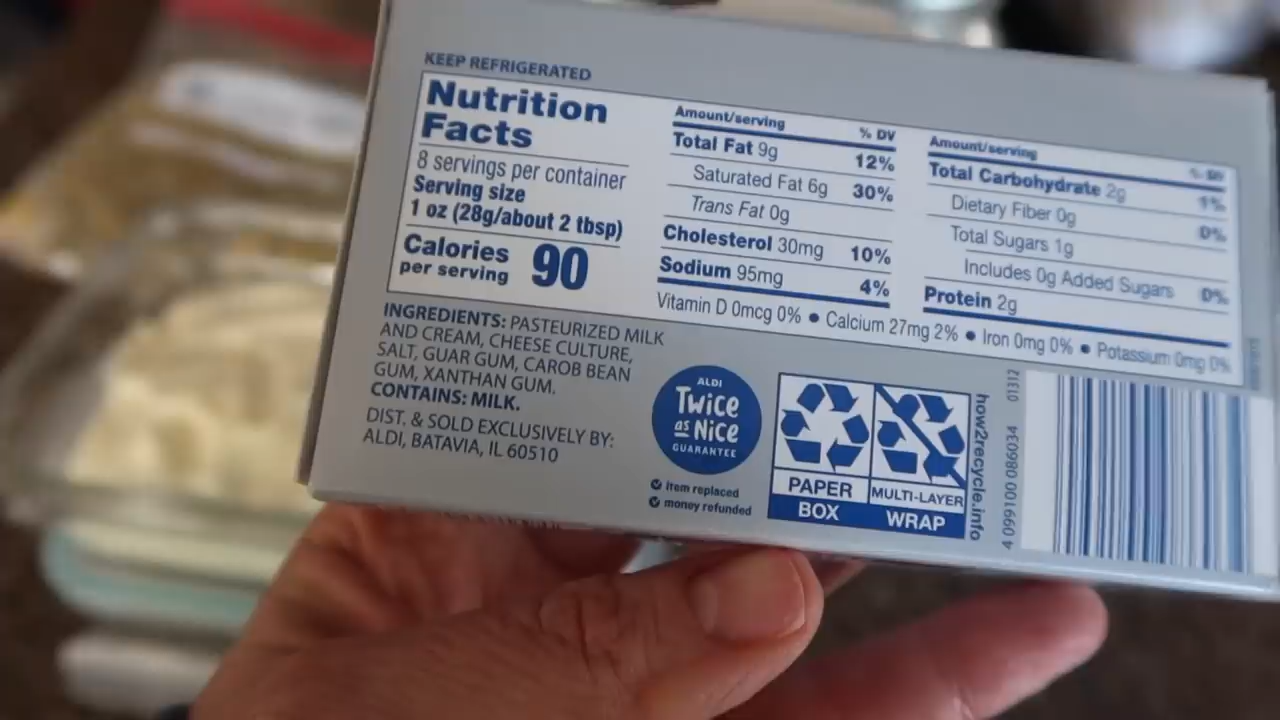 KEEP REFRIGERATED
Nutrition
Facts
8 servings per container
Serving size
1 oz (28g/about 2 tbsp)
Calories
per serving
90
Amount/serving % DV
Total Fat 9g 12%
Saturated Fat 6g 30%
Trans Fat 0g
Cholesterol 30mg 10%
Sodium 95mg 4%
Amount/serving % DV
Total Carbohydrate 2g 1%
Dietary Fiber 0g 0%
Total Sugars 1g
Includes 0g Added Sugars 0%
Protein 2g
Vitamin D 0mcg 0% • Calcium 27mg 2% • Iron 0mg 0% • Potassium 0mg 0%
INGREDIENTS: PASTEURIZED MILK
AND CREAM, CHEESE CULTURE,
SALT, GUAR GUM, CAROB BEAN
GUM, XANTHAN GUM.
CONTAINS: MILK.
DIST. & SOLD EXCLUSIVELY BY:
ALDI, BATAVIA, IL 60510
ALDI
Twice
as Nice
GUARANTEE
item replaced
money refunded
PAPER
BOX
MULTI-LAYER
WRAP
how2recycle.info
4 099100 086034 01312